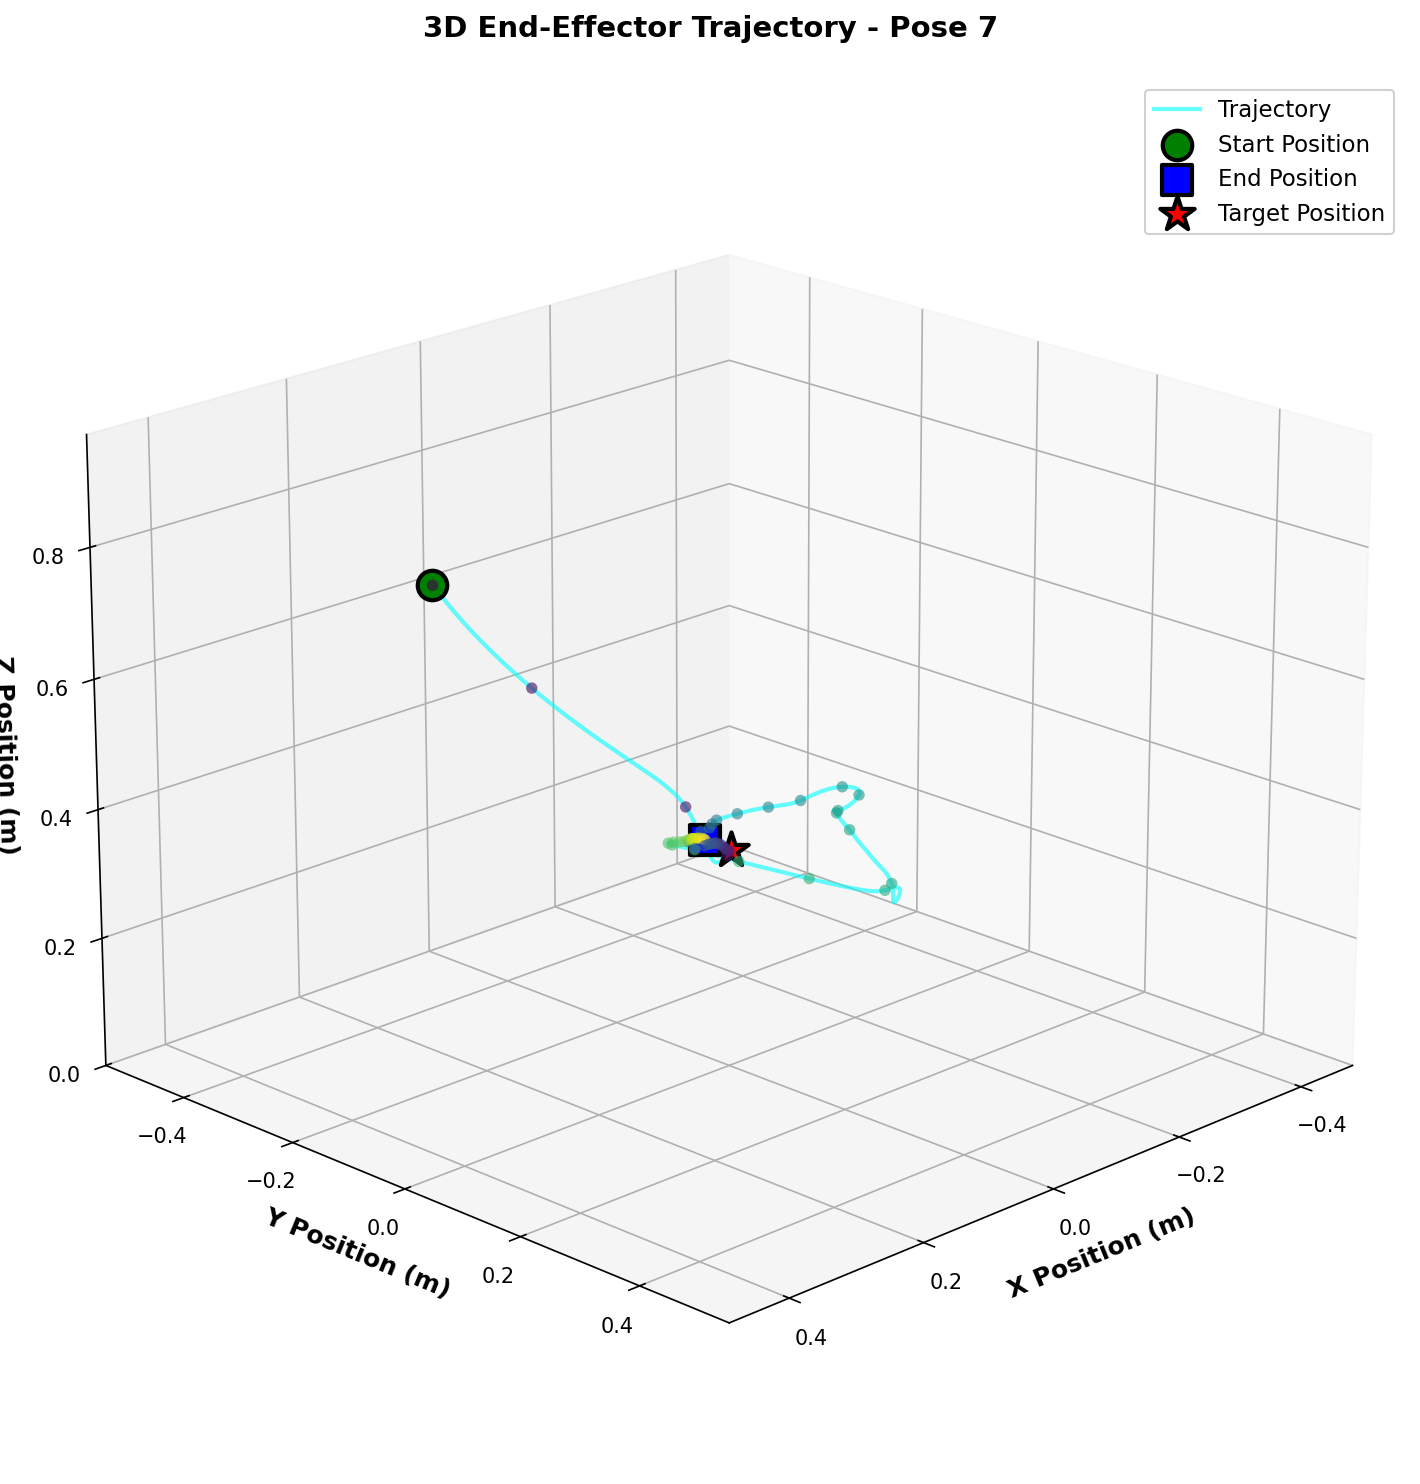 3D End-Effector Trajectory - Pose 7
Trajectory
Start Position
End Position
Target Position
0.8
0.6
0.4
0.2
0.0
Z Position (m)
−0.4
−0.2
0.0
0.2
0.4
Y Position (m)
−0.4
−0.2
0.0
0.2
0.4
X Position (m)